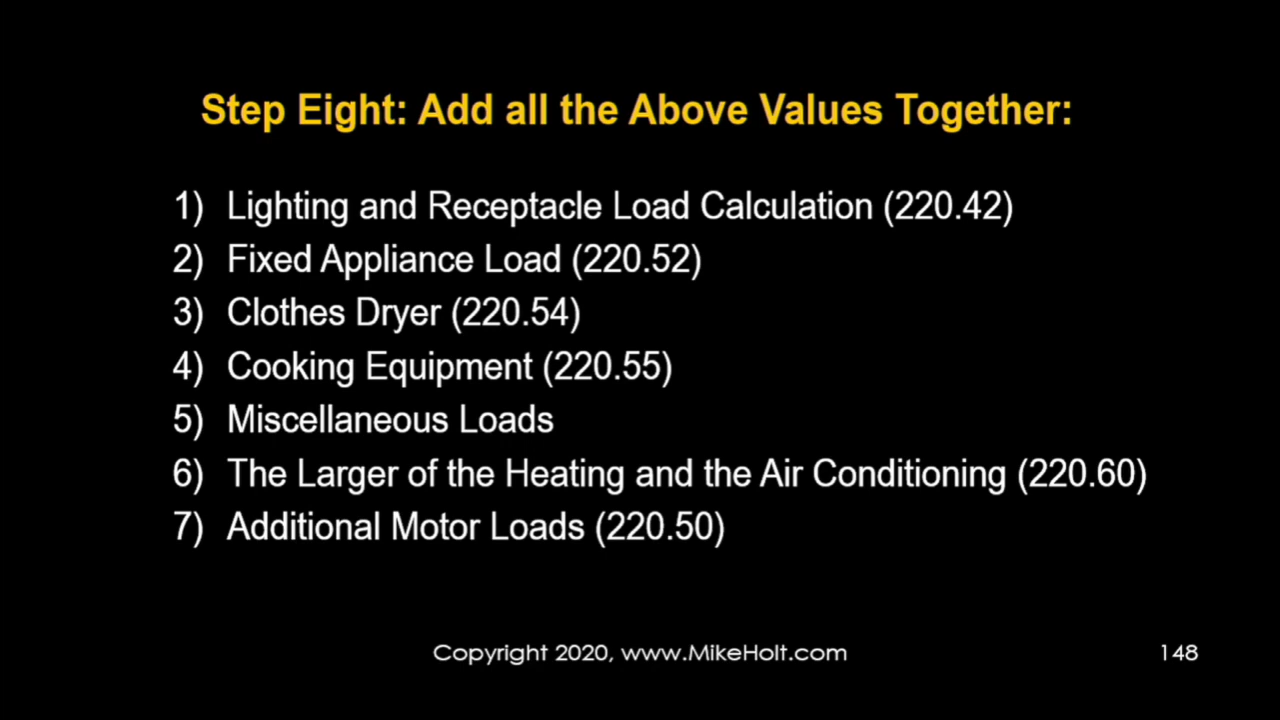 Step Eight: Add all the Above Values Together:
1) Lighting and Receptacle Load Calculation (220.42)
2) Fixed Appliance Load (220.52)
3) Clothes Dryer (220.54)
4) Cooking Equipment (220.55)
5) Miscellaneous Loads
6) The Larger of the Heating and the Air Conditioning (220.60)
7) Additional Motor Loads (220.50)
Copyright 2020, www.MikeHolt.com 148